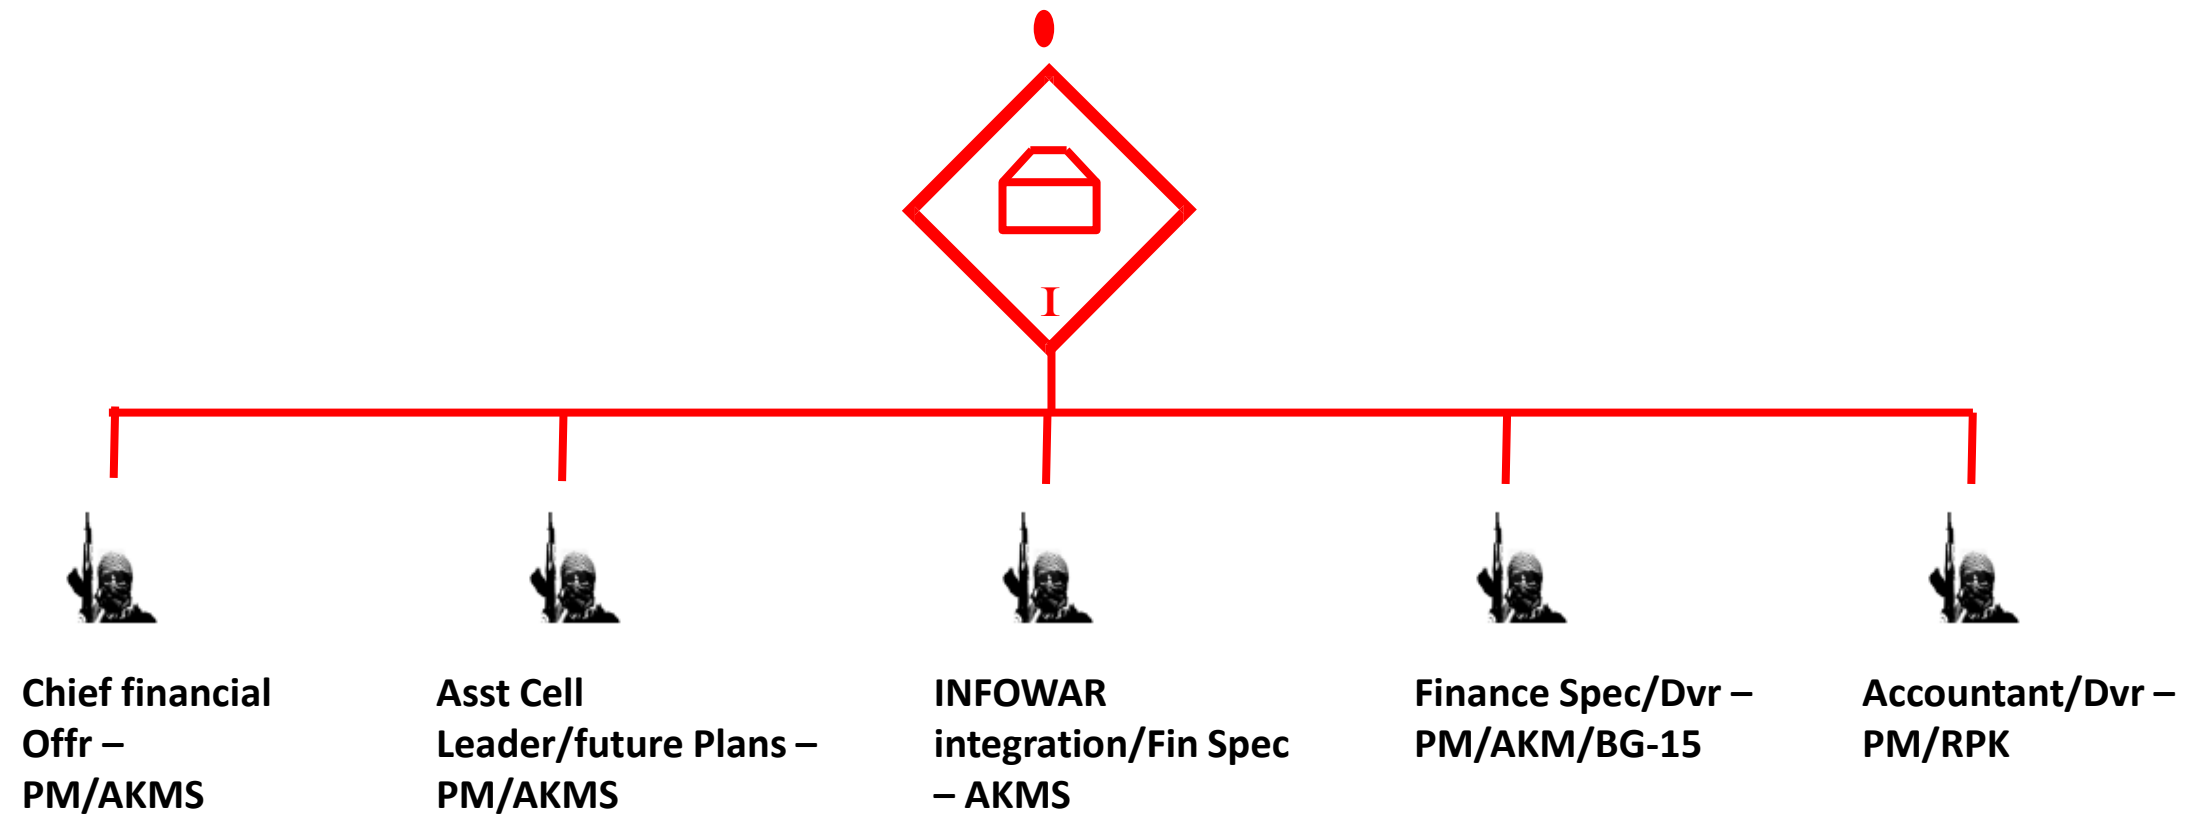 I
Chief financial
Offr –
PM/AKMS
Asst Cell
Leader/future Plans –
PM/AKMS
INFOWAR
integration/Fin Spec
– AKMS
Finance Spec/Dvr –
PM/AKM/BG-15
Accountant/Dvr –
PM/RPK